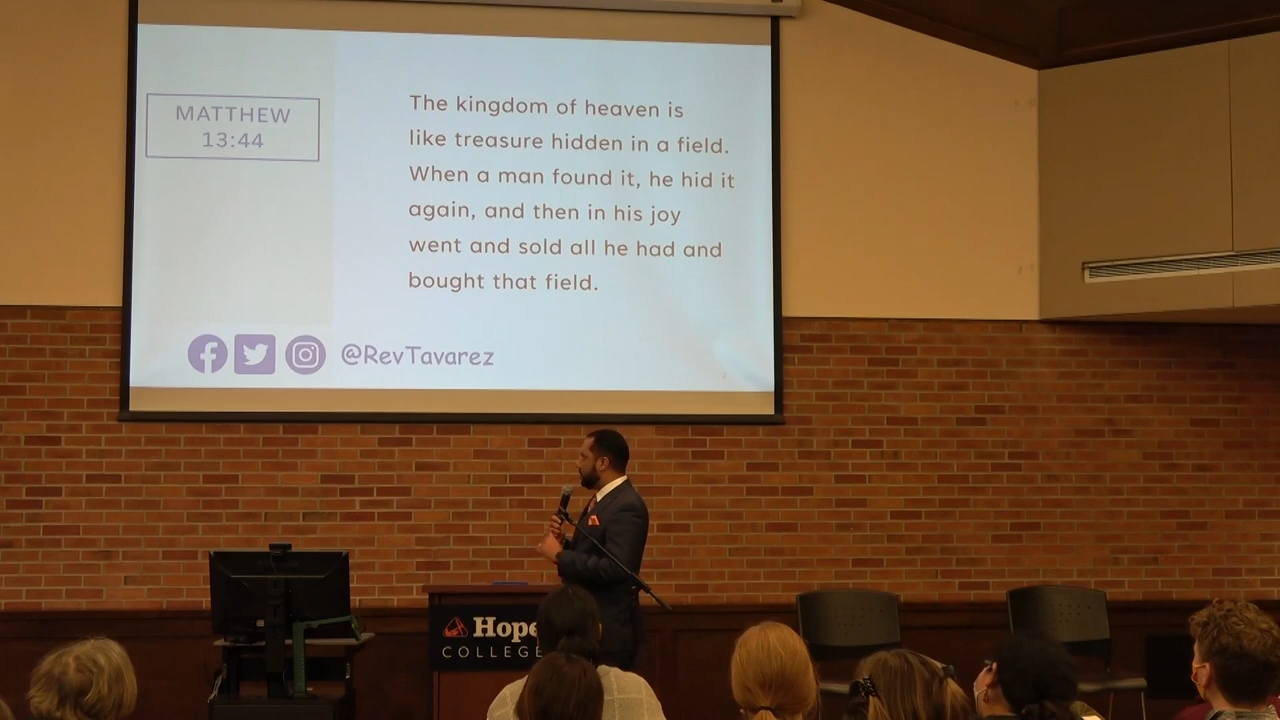 MATTHEW
13:44
The kingdom of heaven is
like treasure hidden in a field.
When a man found it, he hid it
again, and then in his joy
went and sold all he had and
bought that field.
@RevTavarez
Hope
COLLEGE